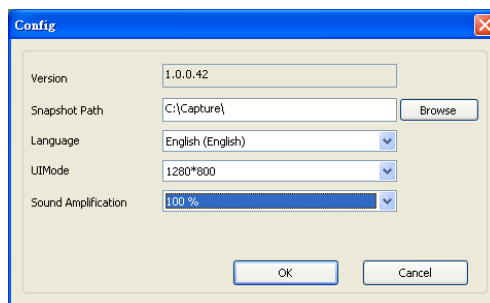 Config
Version 1.0.0.42
Snapshot Path C:\Capture\ Browse
Language English (English)
UIMode 1280*800
Sound Amplification 100 %
OK Cancel